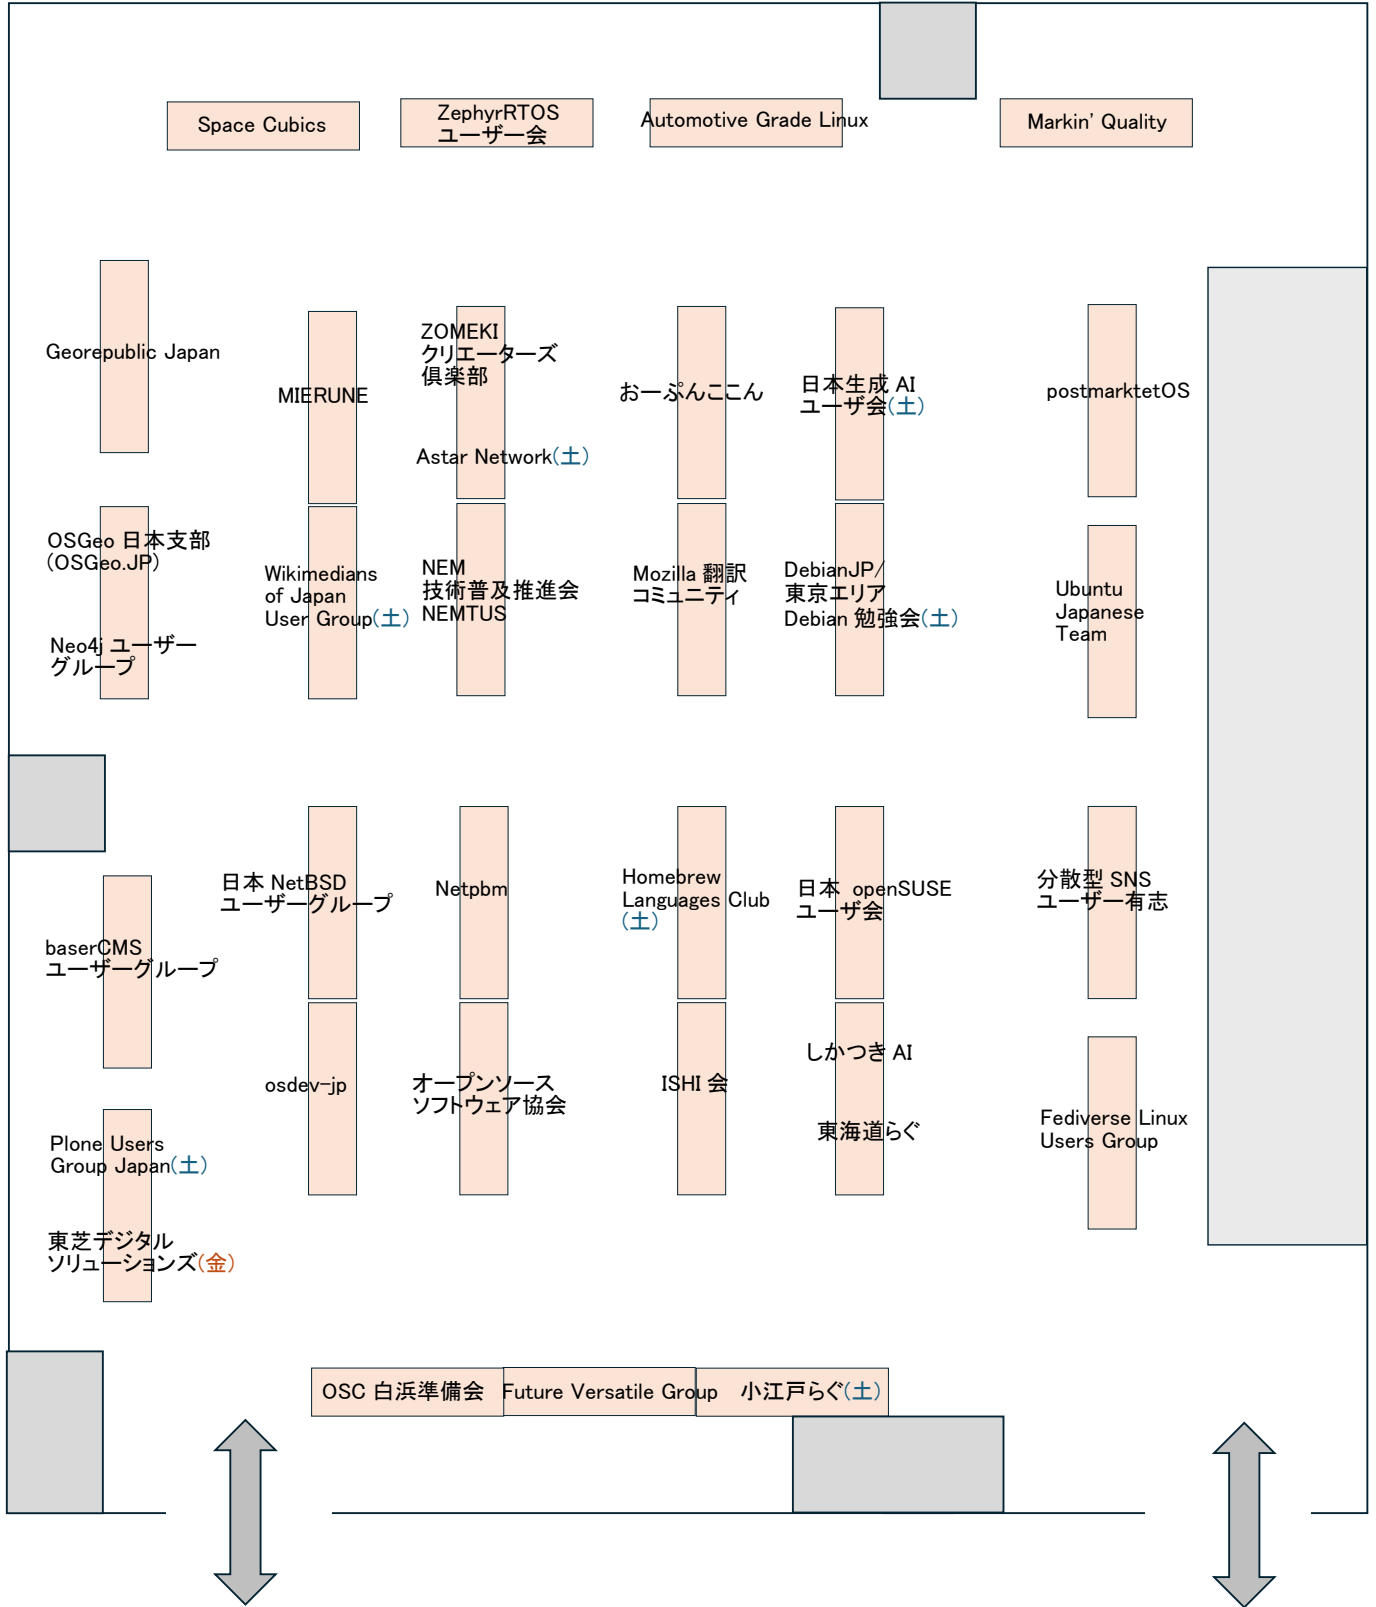 Space Cubics
ZephyrRTOS
ユーザー会
Automotive Grade Linux
Markin' Quality
Georepublic Japan
MIERUNE
ZOMEKI
クリエーターズ
倶楽部
Astar Network(土)
おーぷんここん
日本生成 AI
ユーザ会(土)
postmarktetOS
OSGeo 日本支部
(OSGeo.JP)
Neo4j ユーザー
グループ
Wikimedians
of Japan
User Group(土)
NEM
技術普及推進会
NEMTUS
Mozilla 翻訳
コミュニティ
DebianJP/
東京エリア
Debian 勉強会(土)
Ubuntu
Japanese
Team
baserCMS
ユーザーグループ
日本 NetBSD
ユーザーグループ
Netpbm
Homebrew
Languages Club
(土)
日本 openSUSE
ユーザ会
分散型 SNS
ユーザー有志
Plone Users
Group Japan(土)
東芝デジタル
ソリューションズ(金)
osdev-jp
オープンソース
ソフトウェア協会
ISHI 会
しかつき AI
東海道らぐ
Fediverse Linux
Users Group
OSC 白浜準備会
Future Versatile Group
小江戸らぐ(土)